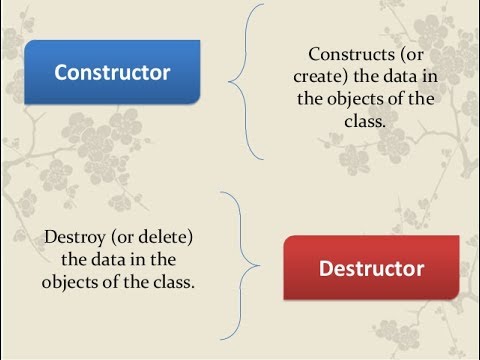 Constructor
Constructs (or
create) the data in
the objects of the
class.
Destroy (or delete)
the data in the
objects of the class.
Destructor